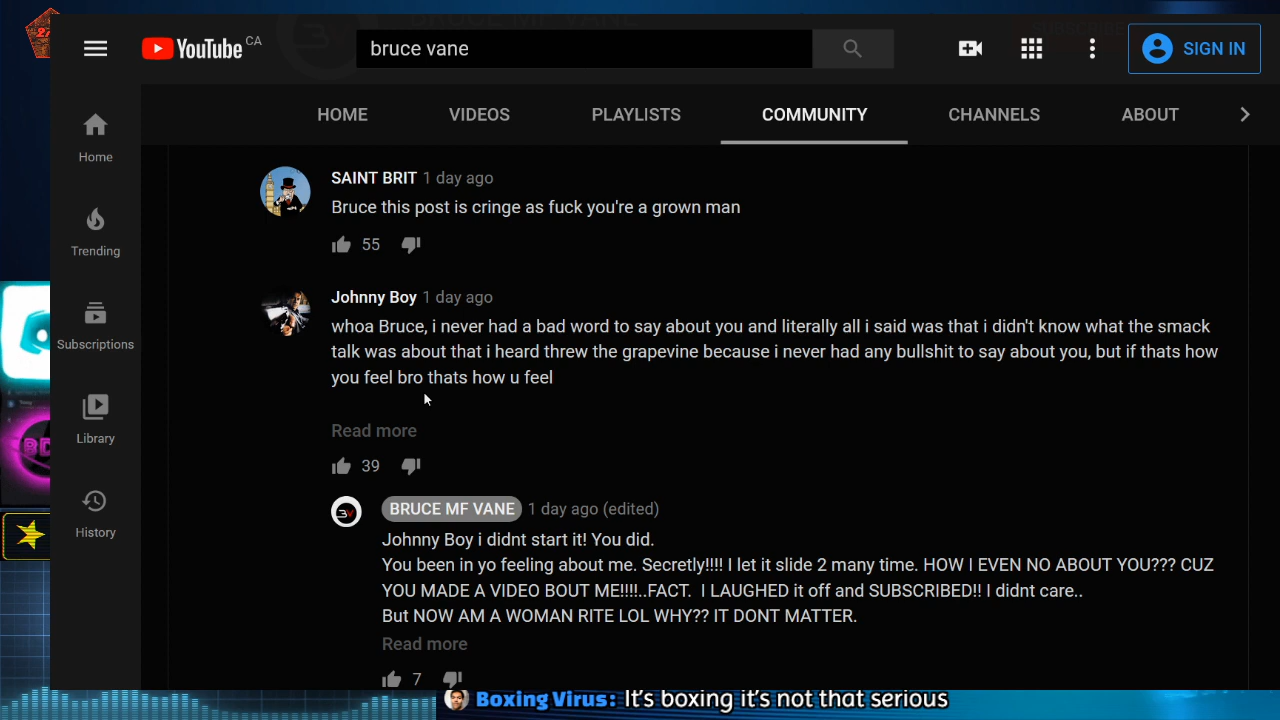 BRUCE MF VANE
YouTube CA
bruce vane
SIGN IN
HOME VIDEOS PLAYLISTS COMMUNITY CHANNELS ABOUT
Home
Trending
Subscriptions
Library
History
SAINT BRIT 1 day ago
Bruce this post is cringe as fuck you're a grown man
55
Johnny Boy 1 day ago
whoa Bruce, i never had a bad word to say about you and literally all i said was that i didn't know what the smack
talk was about that i heard threw the grapevine because i never had any bullshit to say about you, but if thats how
you feel bro thats how u feel
Read more
39
BRUCE MF VANE 1 day ago (edited)
Johnny Boy i didnt start it! You did.
You been in yo feeling about me. Secretly!!!! I let it slide 2 many time. HOW I EVEN NO ABOUT YOU??? CUZ
YOU MADE A VIDEO BOUT ME!!!!..FACT.  I LAUGHED it off and SUBSCRIBED!! I didnt care..
But NOW AM A WOMAN RITE LOL WHY?? IT DONT MATTER.
Read more
7
Boxing Virus: It's boxing it's not that serious